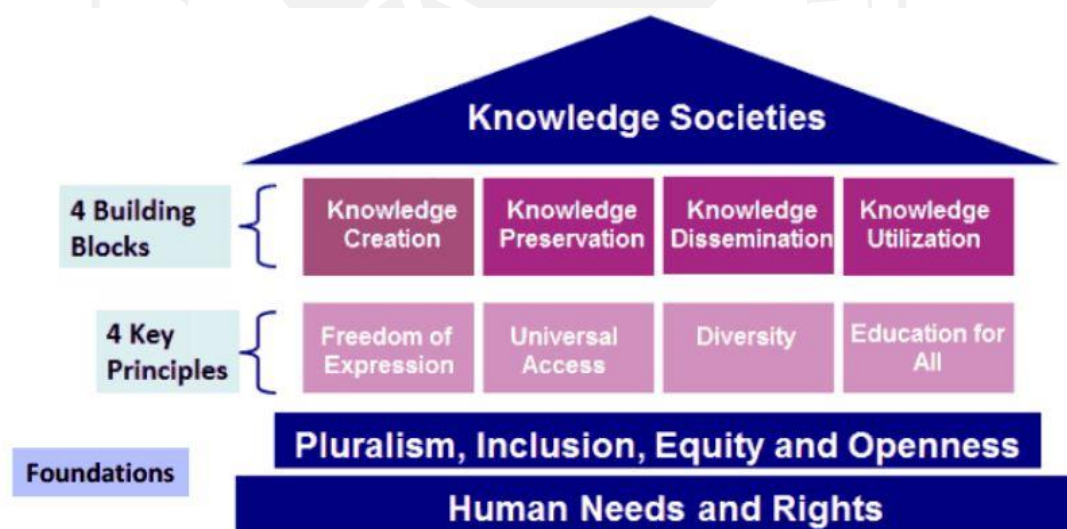 Knowledge Societies
4 Building
Blocks
Knowledge
Creation
Knowledge
Preservation
Knowledge
Dissemination
Knowledge
Utilization
4 Key
Principles
Freedom of
Expression
Universal
Access
Diversity
Education for
All
Pluralism, Inclusion, Equity and Openness
Foundations
Human Needs and Rights